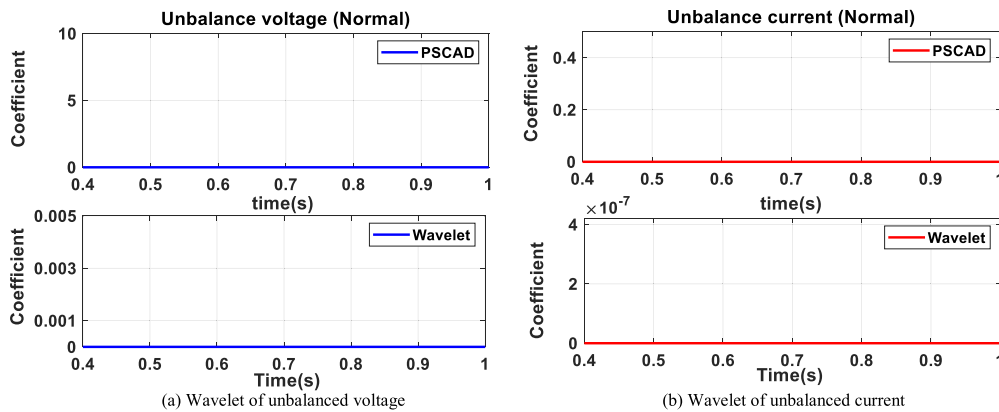 Unbalance voltage (Normal)
10
5
0
Coefficient
PSCAD
0.4 0.5 0.6 0.7 0.8 0.9 1
time(s)
0.005
0.003
0.001
0
Coefficient
Wavelet
0.4 0.5 0.6 0.7 0.8 0.9 1
Time(s)
(a) Wavelet of unbalanced voltage
Unbalance current (Normal)
0.4
0.2
0
Coefficient
PSCAD
0.4 0.5 0.6 0.7 0.8 0.9 1
time(s)
×10⁻⁷
4
2
0
Coefficient
Wavelet
0.4 0.5 0.6 0.7 0.8 0.9 1
Time(s)
(b) Wavelet of unbalanced current